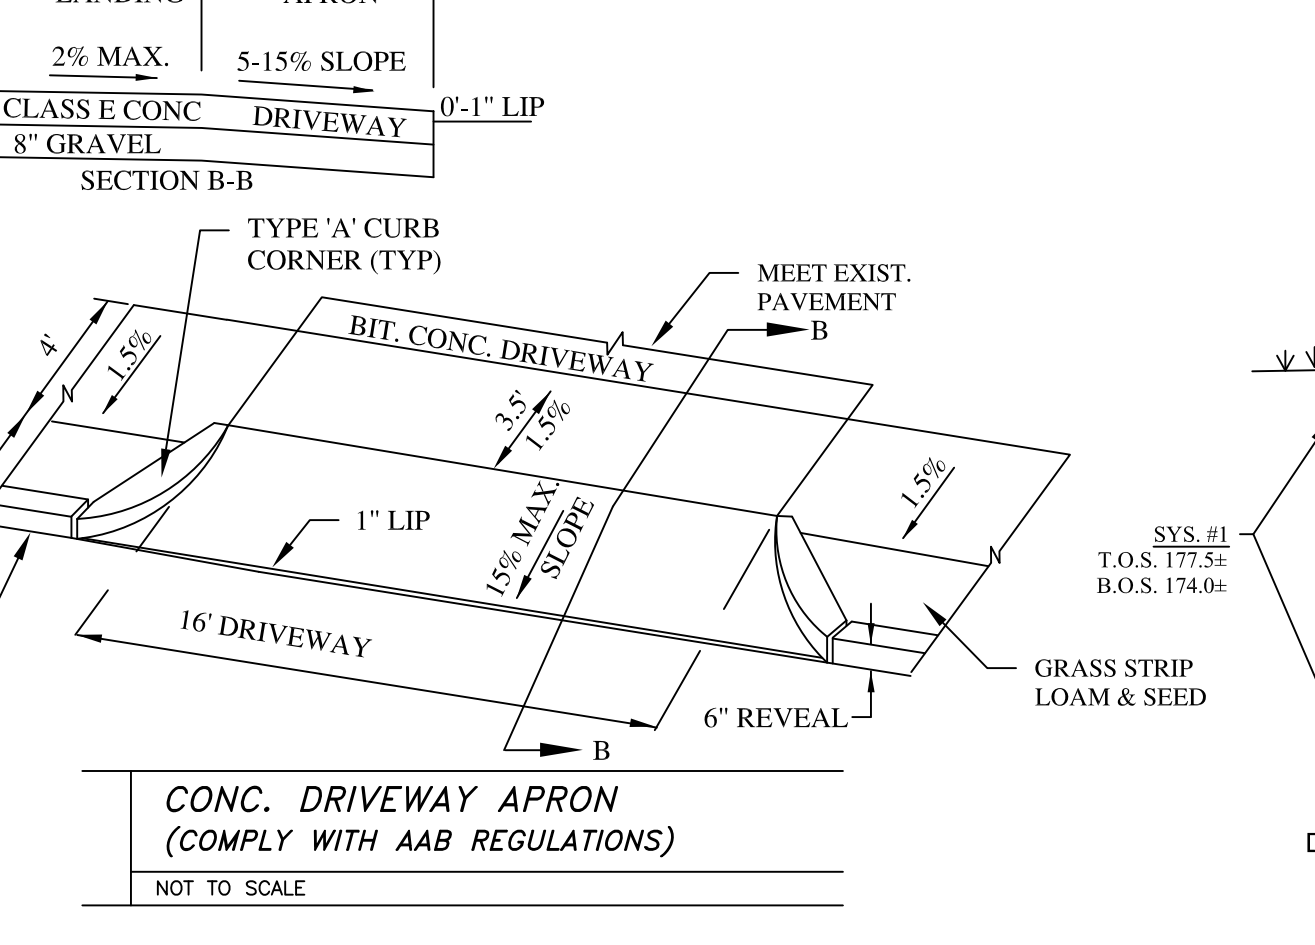 LANDING
APRON
2% MAX.
5-15% SLOPE
0'-1" LIP
CLASS E CONC
DRIVEWAY
8" GRAVEL
SECTION B-B
TYPE 'A' CURB
CORNER (TYP)
MEET EXIST.
PAVEMENT
B
BIT. CONC. DRIVEWAY
4'
1.5%
3.5'
1.5%
1.5%
15% MAX.
SLOPE
1" LIP
16' DRIVEWAY
SYS. #1
T.O.S. 177.5±
B.O.S. 174.0±
GRASS STRIP
LOAM & SEED
6" REVEAL
B
CONC. DRIVEWAY APRON
(COMPLY WITH AAB REGULATIONS)
NOT TO SCALE